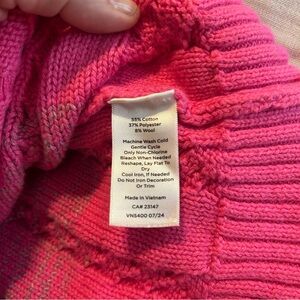 55% Cotton
37% Polyester
8% Wool
Machine Wash Cold
Gentle Cycle
Only Non-Chlorine
Bleach When Needed
Reshape, Lay Flat To
Dry
Cool Iron, If Needed
Do Not Iron Decoration
Or Trim
Made in Vietnam
CA# 23147
VNS400 07/24